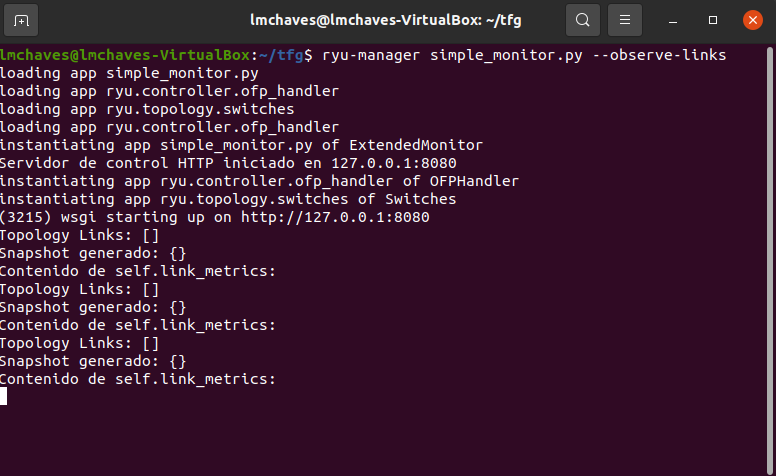 lmchaves@lmchaves-VirtualBox: ~/tfg
lmchaves@lmchaves-VirtualBox:~/tfg$ ryu-manager simple_monitor.py --observe-links
loading app simple_monitor.py
loading app ryu.controller.ofp_handler
loading app ryu.topology.switches
loading app ryu.controller.ofp_handler
instantiating app simple_monitor.py of ExtendedMonitor
Servidor de control HTTP iniciado en 127.0.0.1:8080
instantiating app ryu.controller.ofp_handler of OFPHandler
instantiating app ryu.topology.switches of Switches
(3215) wsgi starting up on http://127.0.0.1:8080
Topology Links: []
Snapshot generado: {}
Contenido de self.link_metrics:
Topology Links: []
Snapshot generado: {}
Contenido de self.link_metrics:
Topology Links: []
Snapshot generado: {}
Contenido de self.link_metrics: